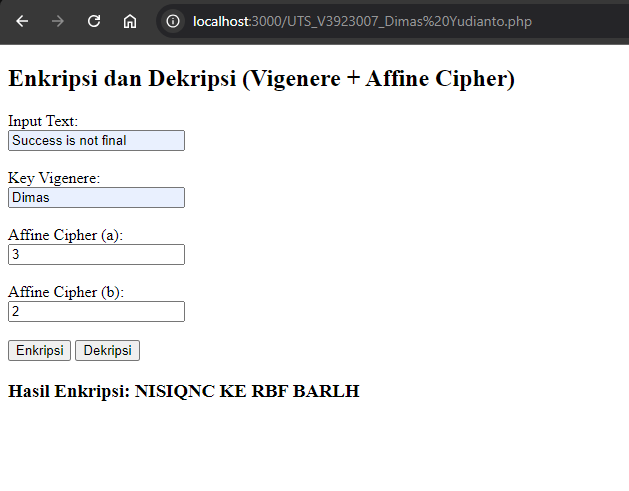 localhost:3000/UTS_V3923007_Dimas%20Yudianto.php
Enkripsi dan Dekripsi (Vigenere + Affine Cipher)
Input Text:
Success is not final
Key Vigenere:
Dimas
Affine Cipher (a):
3
Affine Cipher (b):
2
Enkripsi Dekripsi
Hasil Enkripsi: NISIQNC KE RBF BARLH